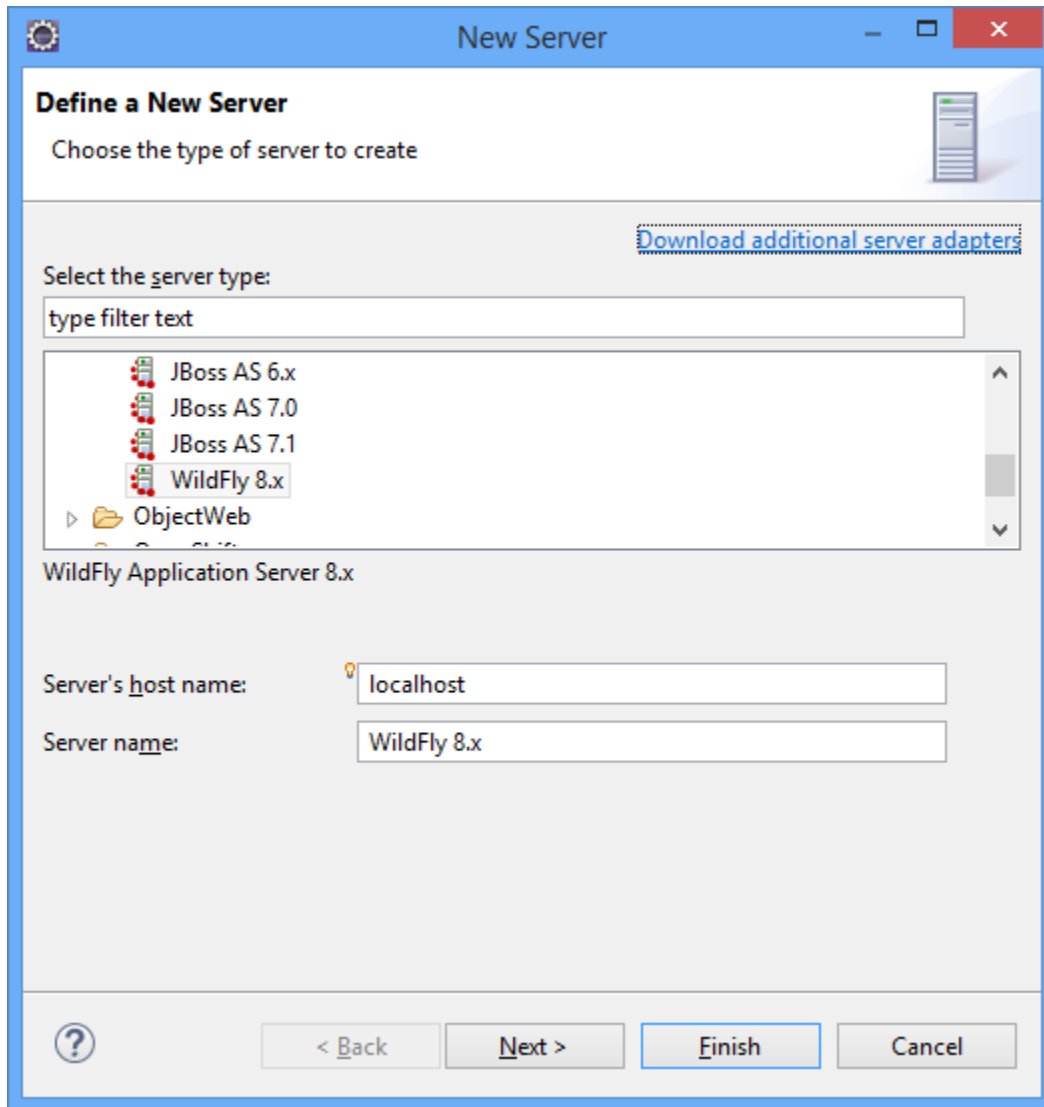 New Server
Define a New Server
Choose the type of server to create
Download additional server adapters
Select the server type:
type filter text
JBoss AS 6.x
JBoss AS 7.0
JBoss AS 7.1
WildFly 8.x
ObjectWeb
WildFly Application Server 8.x
Server's host name:
localhost
Server name:
WildFly 8.x
< Back
Next >
Finish
Cancel